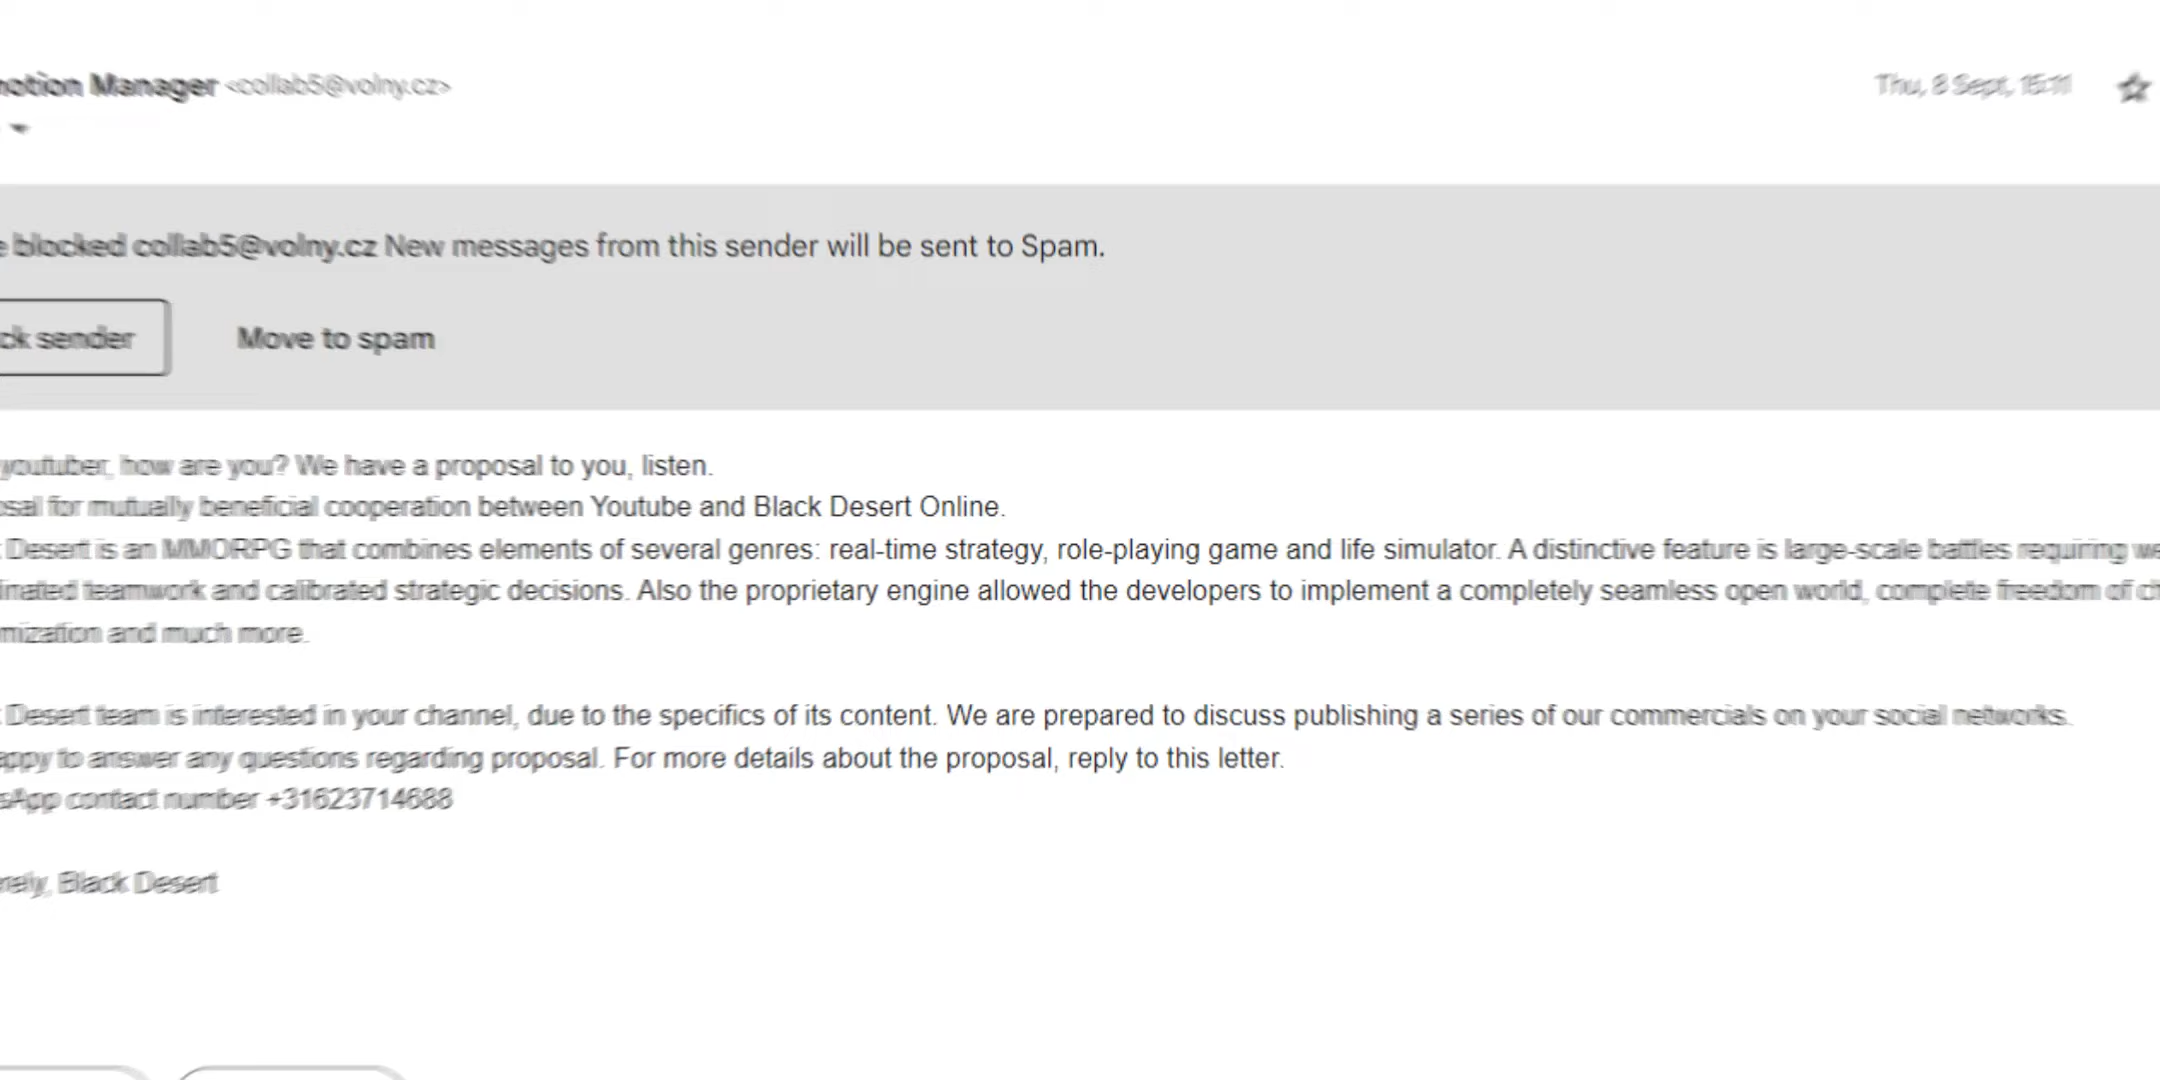 notion Manager <collab5@volny.cz> Thu, 8 Sept, 15:11
e blocked collab5@volny.cz New messages from this sender will be sent to Spam.
ck sender Move to spam
youtuber, how are you? We have a proposal to you, listen.
osal for mutually beneficial cooperation between Youtube and Black Desert Online.
Desert is an MMORPG that combines elements of several genres: real-time strategy, role-playing game and life simulator. A distinctive feature is large-scale battles requiring we
linated teamwork and calibrated strategic decisions. Also the proprietary engine allowed the developers to implement a completely seamless open world, complete freedom of ch
mization and much more.
Desert team is interested in your channel, due to the specifics of its content. We are prepared to discuss publishing a series of our commercials on your social networks.
appy to answer any questions regarding proposal. For more details about the proposal, reply to this letter.
sApp contact number +31623714688
rely, Black Desert